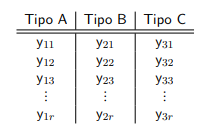 Tipo A | Tipo B | Tipo C
y₁₁ | y₂₁ | y₃₁
y₁₂ | y₂₂ | y₃₂
y₁₃ | y₂₃ | y₃₃
⋮ | ⋮ | ⋮
y₁ᵣ | y₂ᵣ | y₃ᵣ